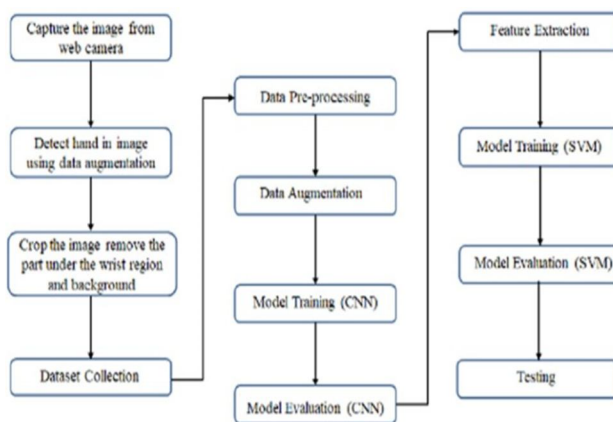 Capture the image from
web camera
Detect hand in image
using data augmentation
Crop the image remove the
part under the wrist region
and background
Dataset Collection
Data Pre-processing
Data Augmentation
Model Training (CNN)
Model Evaluation (CNN)
Feature Extraction
Model Training (SVM)
Model Evaluation (SVM)
Testing